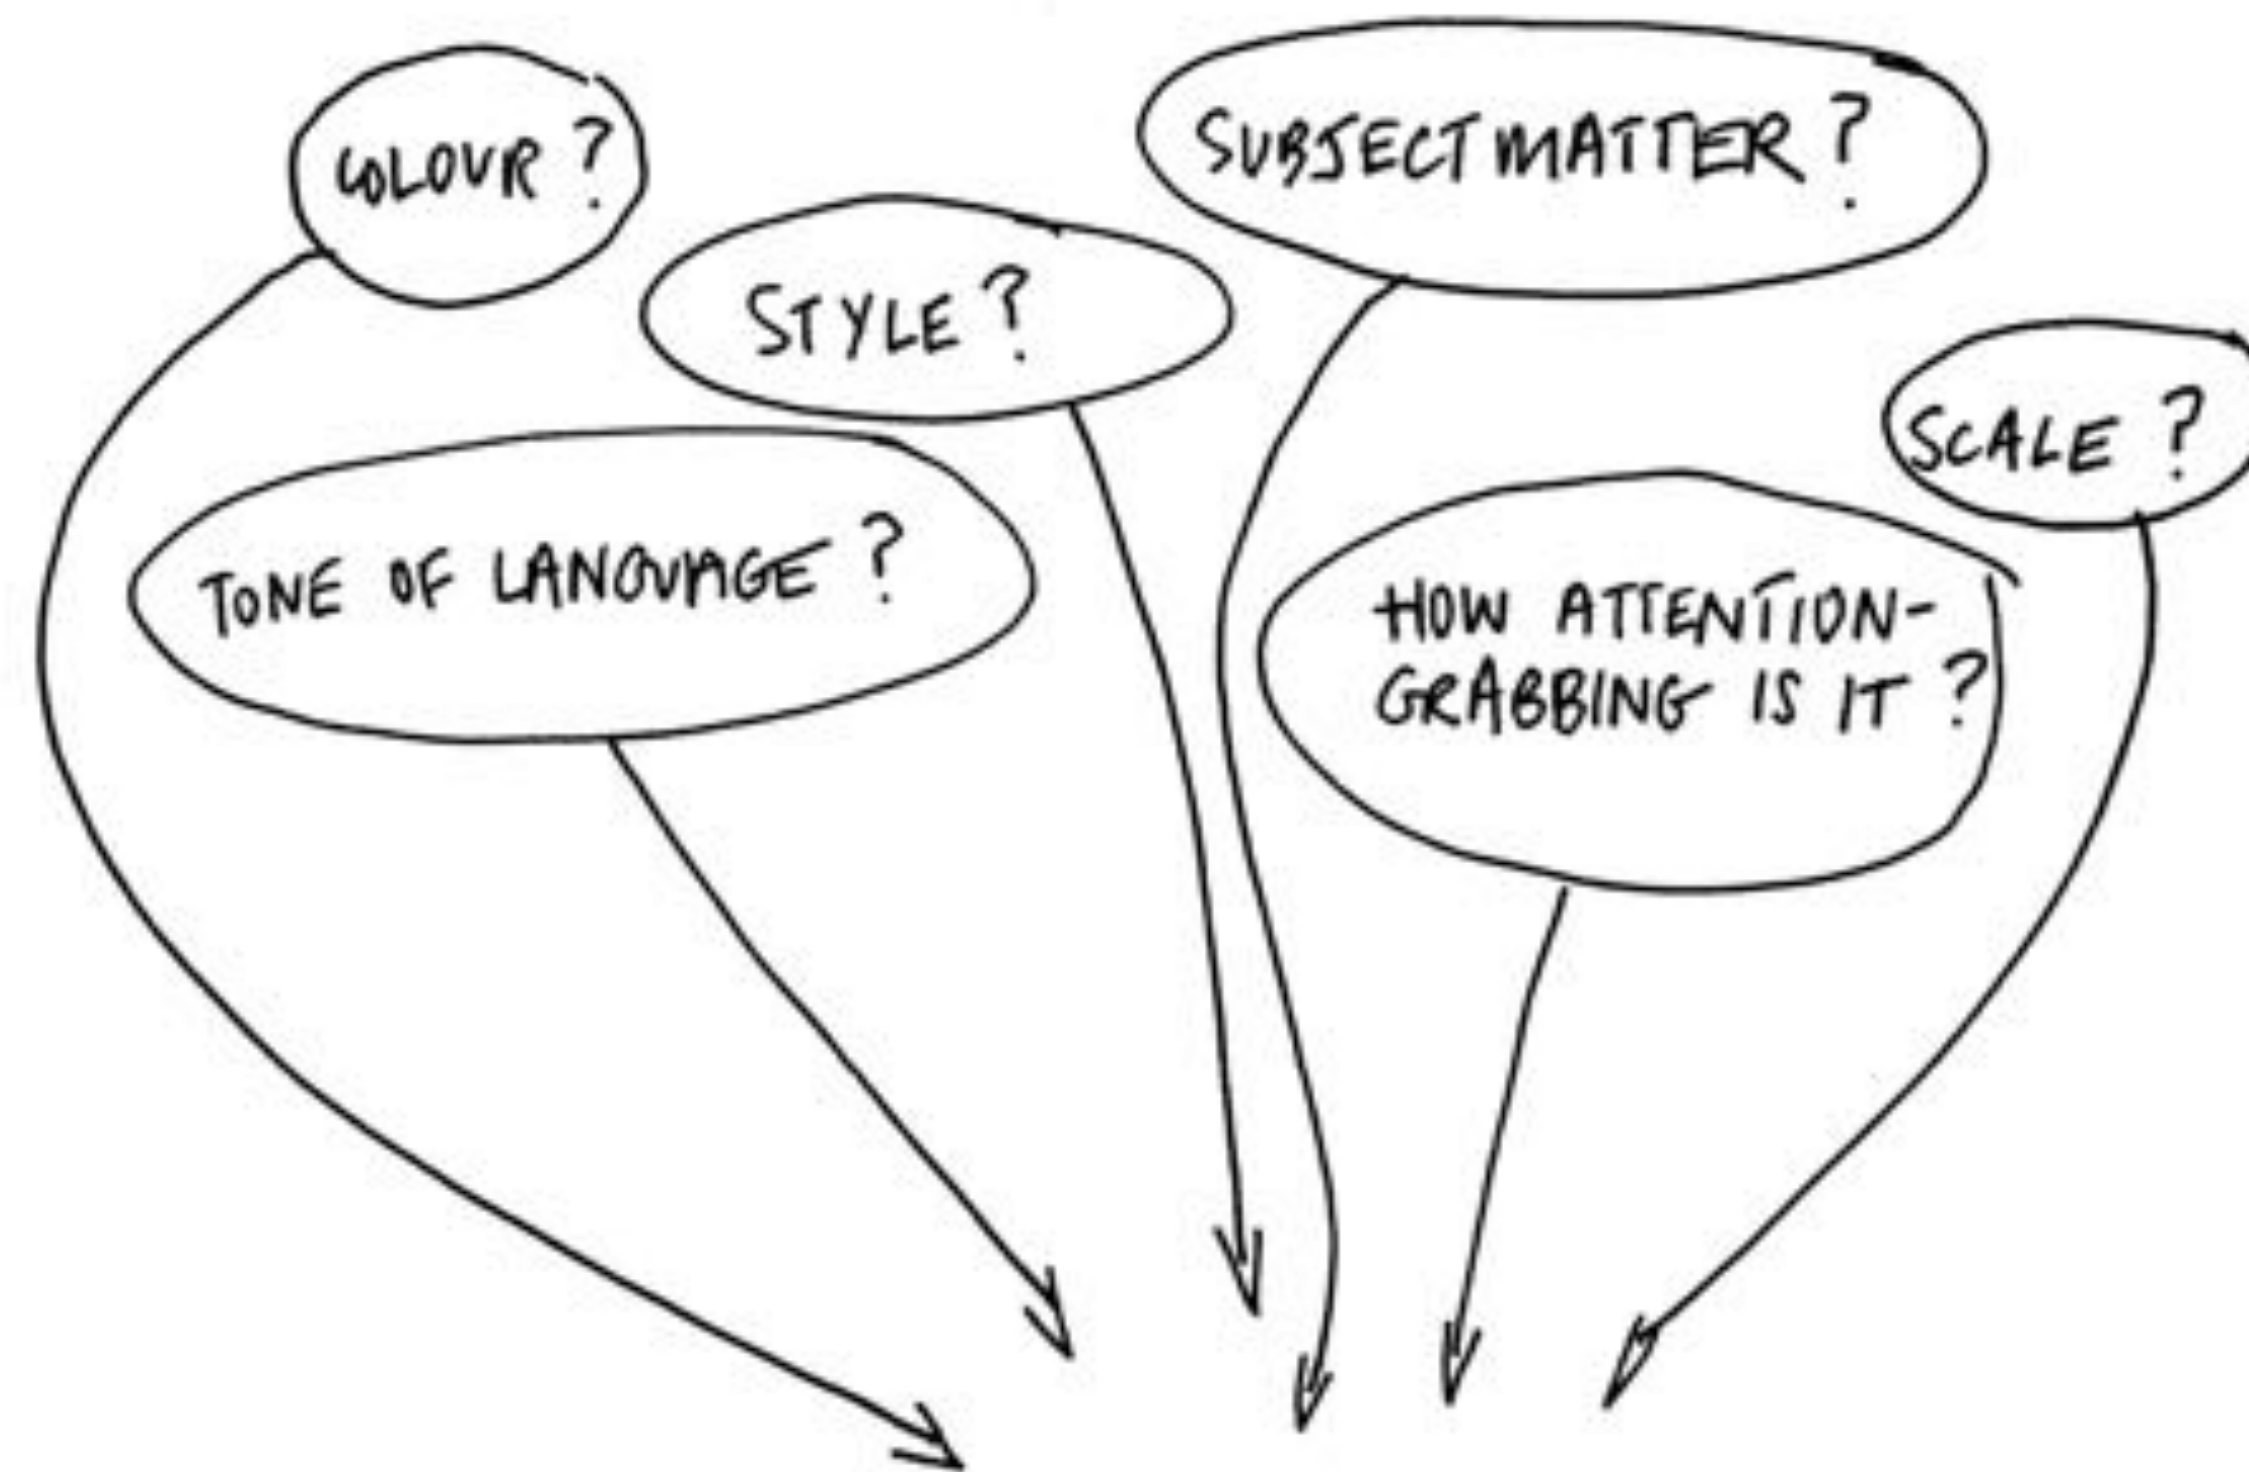 COLOUR?
SUBJECT MATTER?
STYLE?
SCALE?
TONE OF LANGUAGE?
HOW ATTENTION-
GRABBING IS IT?